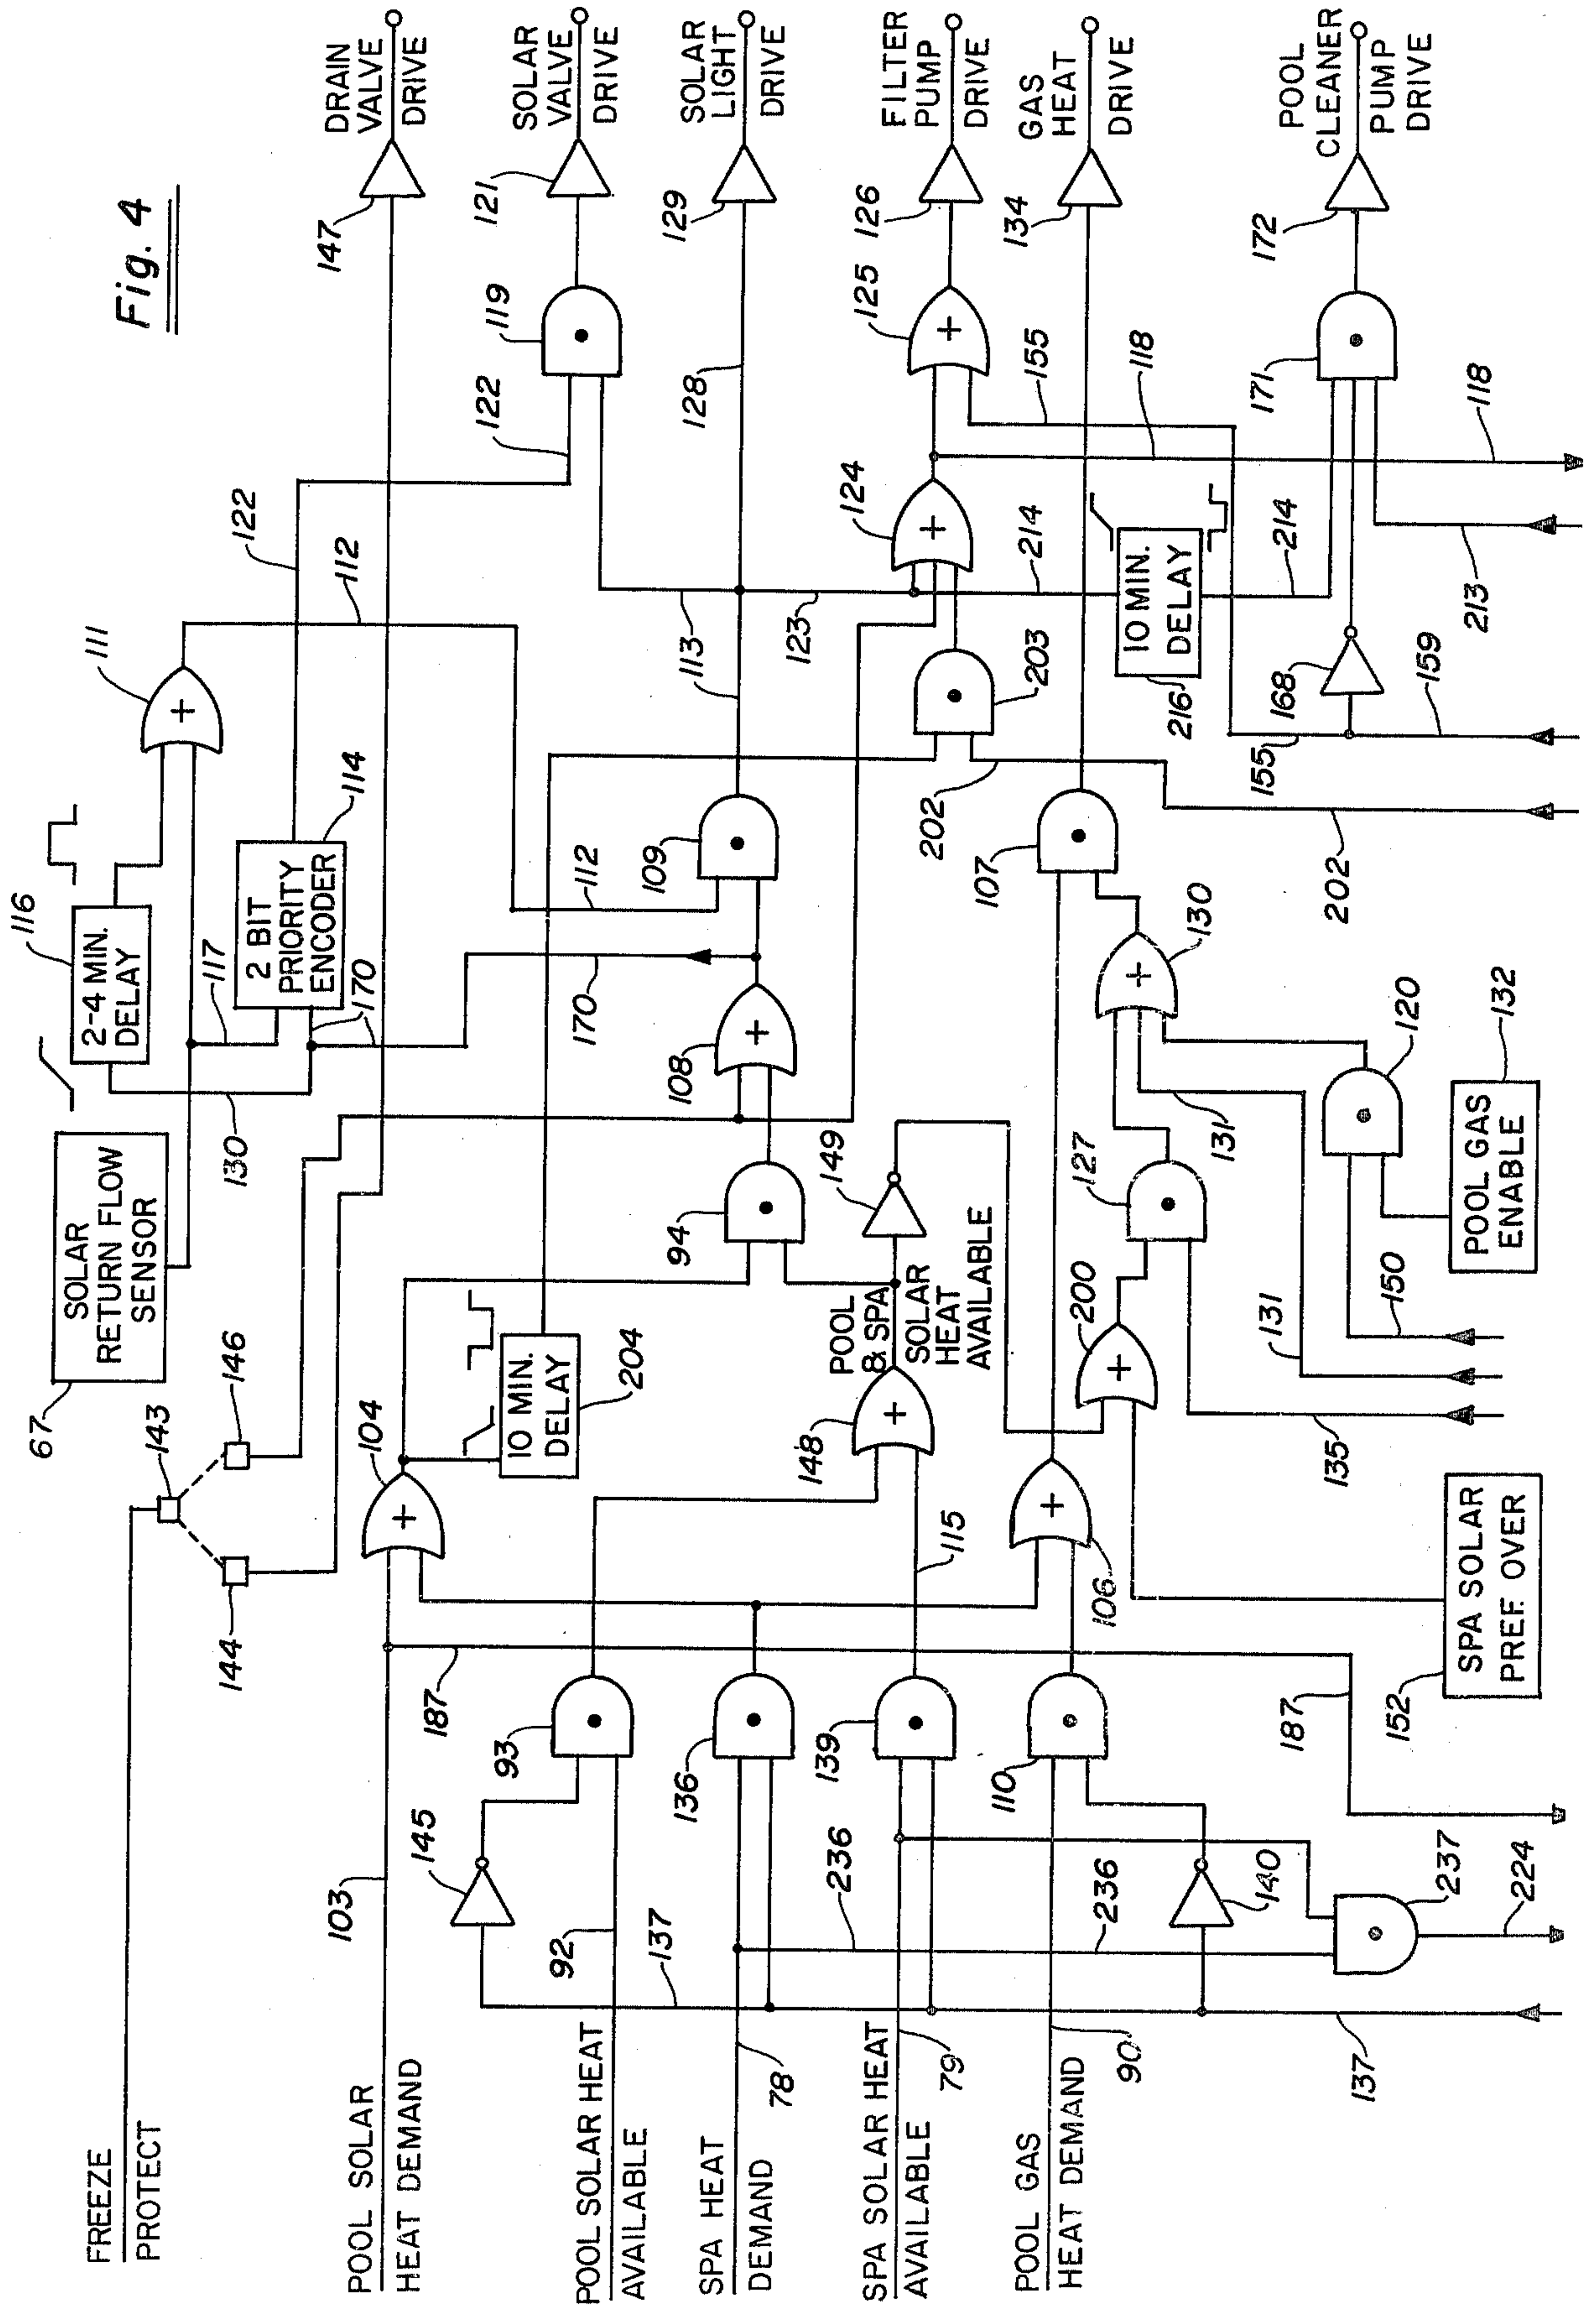 Fig. 4
FREEZE
PROTECT
POOL SOLAR
HEAT DEMAND
POOL SOLAR HEAT
AVAILABLE
SPA HEAT
DEMAND
SPA SOLAR HEAT
AVAILABLE
POOL GAS
HEAT DEMAND
103
92
137
78
79
90
137
145
236
236
140
237
224
93
136
139
110
187
187
144
143
146
67
SOLAR
RETURN FLOW
SENSOR
104
10 MIN.
DELAY
204
148
115
106
152
SPA SOLAR
PREF. OVER
POOL
& SPA
SOLAR
HEAT
AVAILABLE
94
149
200
127
135
131
150
131
120
POOL GAS
ENABLE
132
130
116
2-4 MIN.
DELAY
130
117
2 BIT
PRIORITY
ENCODER
114
170
170
108
109
112
107
202
202
111
122
112
113
123
203
10 MIN.
DELAY
216
214
214
168
155
159
213
124
118
118
155
122
119
128
125
171
147
121
129
126
134
172
DRAIN
VALVE
DRIVE
SOLAR
VALVE
DRIVE
SOLAR
LIGHT
DRIVE
FILTER
PUMP
DRIVE
GAS
HEAT
DRIVE
POOL
CLEANER
PUMP
DRIVE